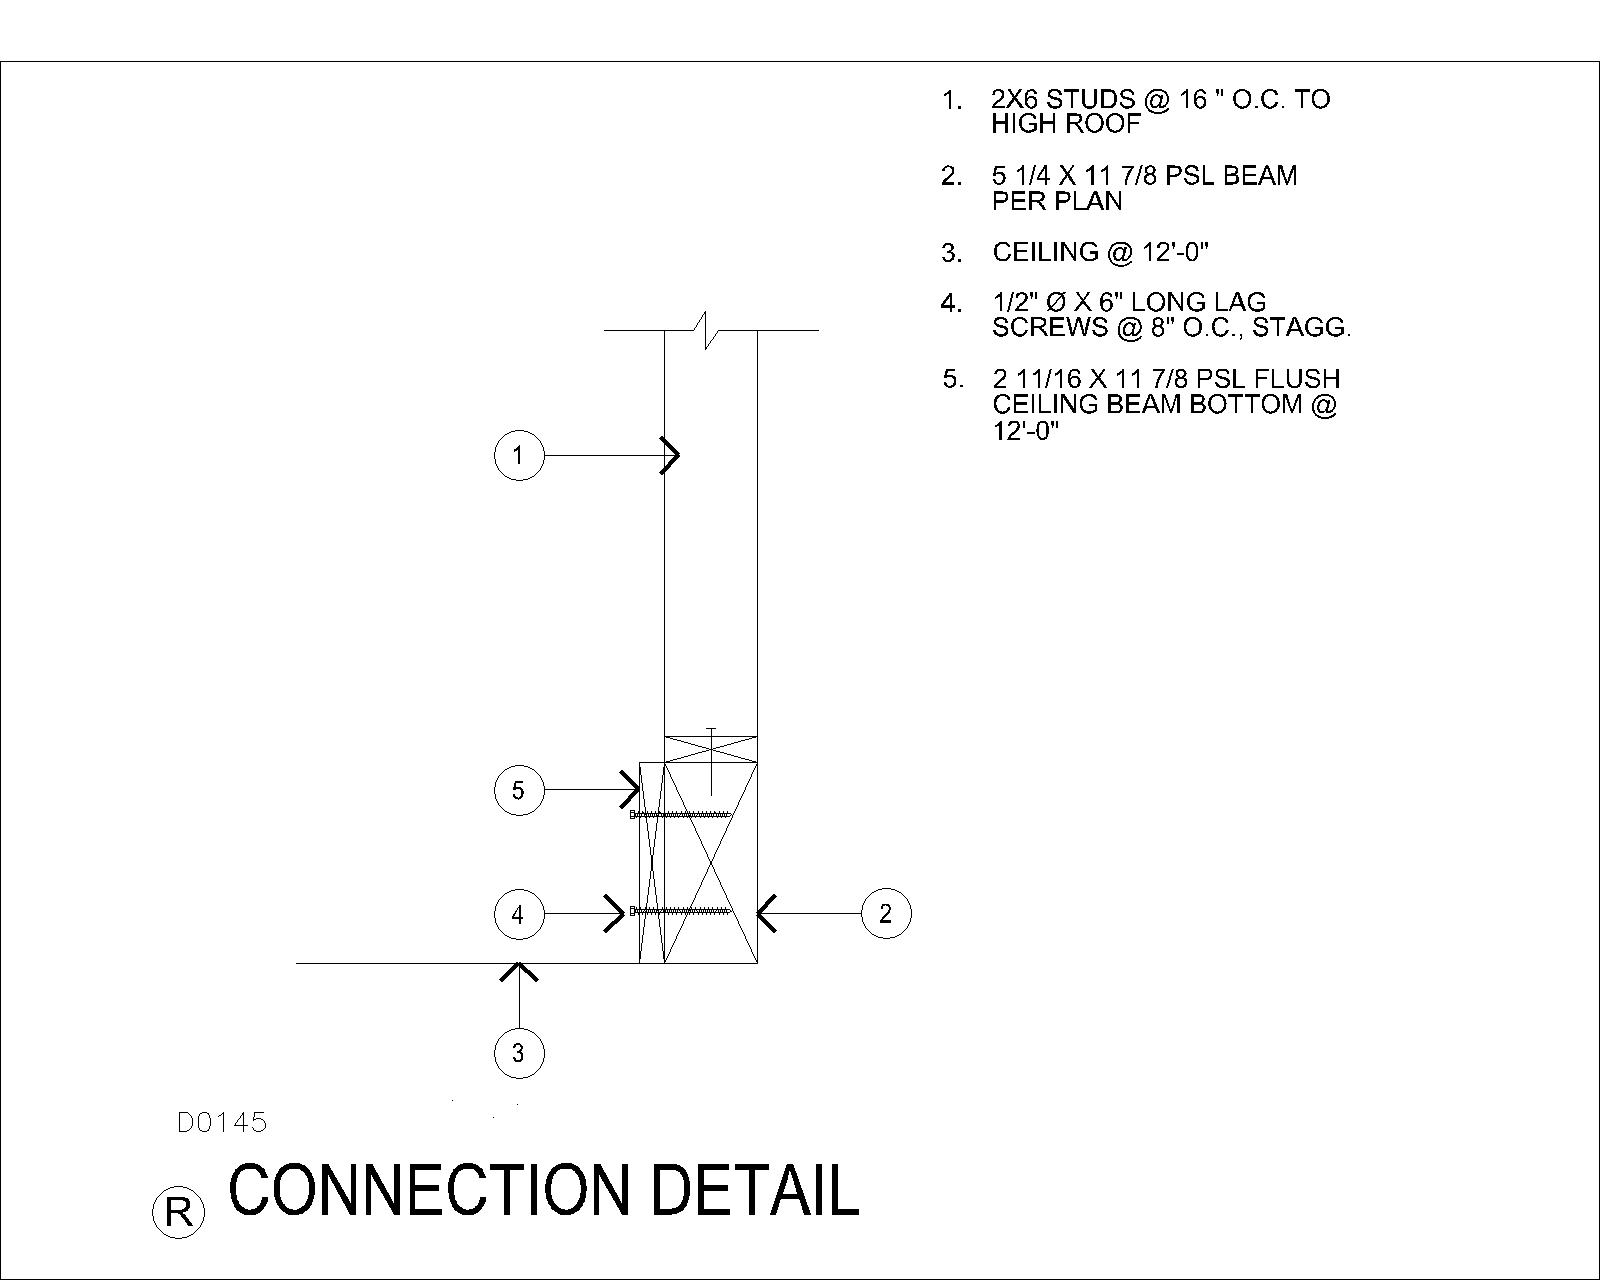 1. 2X6 STUDS @ 16 " O.C. TO
HIGH ROOF
2. 5 1/4 X 11 7/8 PSL BEAM
PER PLAN
3. CEILING @ 12'-0"
4. 1/2" Ø X 6" LONG LAG
SCREWS @ 8" O.C., STAGG.
5. 2 11/16 X 11 7/8 PSL FLUSH
CEILING BEAM BOTTOM @
12'-0"
1
5
4
2
3
D0145
R CONNECTION DETAIL